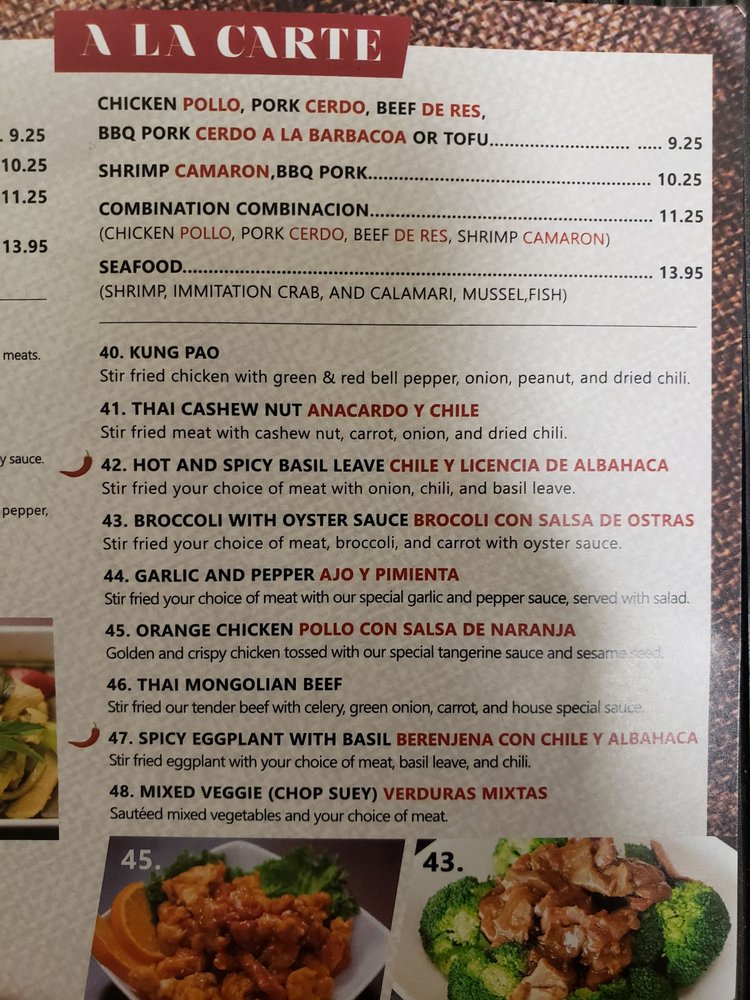 A LA CARTE
CHICKEN POLLO, PORK CERDO, BEEF DE RES,
BBQ PORK CERDO A LA BARBACOA OR TOFU.............................. ..... 9.25
SHRIMP CAMARON,BBQ PORK.................................................. 10.25
COMBINATION COMBINACION.................................................. 11.25
(CHICKEN POLLO, PORK CERDO, BEEF DE RES, SHRIMP CAMARON)
SEAFOOD.................................................................................... 13.95
(SHRIMP, IMMITATION CRAB, AND CALAMARI, MUSSEL,FISH)
40. KUNG PAO
Stir fried chicken with green & red bell pepper, onion, peanut, and dried chili.
41. THAI CASHEW NUT ANACARDO Y CHILE
Stir fried meat with cashew nut, carrot, onion, and dried chili.
42. HOT AND SPICY BASIL LEAVE CHILE Y LICENCIA DE ALBAHACA
Stir fried your choice of meat with onion, chili, and basil leave.
43. BROCCOLI WITH OYSTER SAUCE BROCOLI CON SALSA DE OSTRAS
Stir fried your choice of meat, broccoli, and carrot with oyster sauce.
44. GARLIC AND PEPPER AJO Y PIMIENTA
Stir fried your choice of meat with our special garlic and pepper sauce, served with salad.
45. ORANGE CHICKEN POLLO CON SALSA DE NARANJA
Golden and crispy chicken tossed with our special tangerine sauce and sesame seed.
46. THAI MONGOLIAN BEEF
Stir fried our tender beef with celery, green onion, carrot, and house special sauce.
47. SPICY EGGPLANT WITH BASIL BERENJENA CON CHILE Y ALBAHACA
Stir fried eggplant with your choice of meat, basil leave, and chili.
48. MIXED VEGGIE (CHOP SUEY) VERDURAS MIXTAS
Sautéed mixed vegetables and your choice of meat.
45.
43.
. 9.25
10.25
11.25
13.95
meats.
y sauce.
pepper,